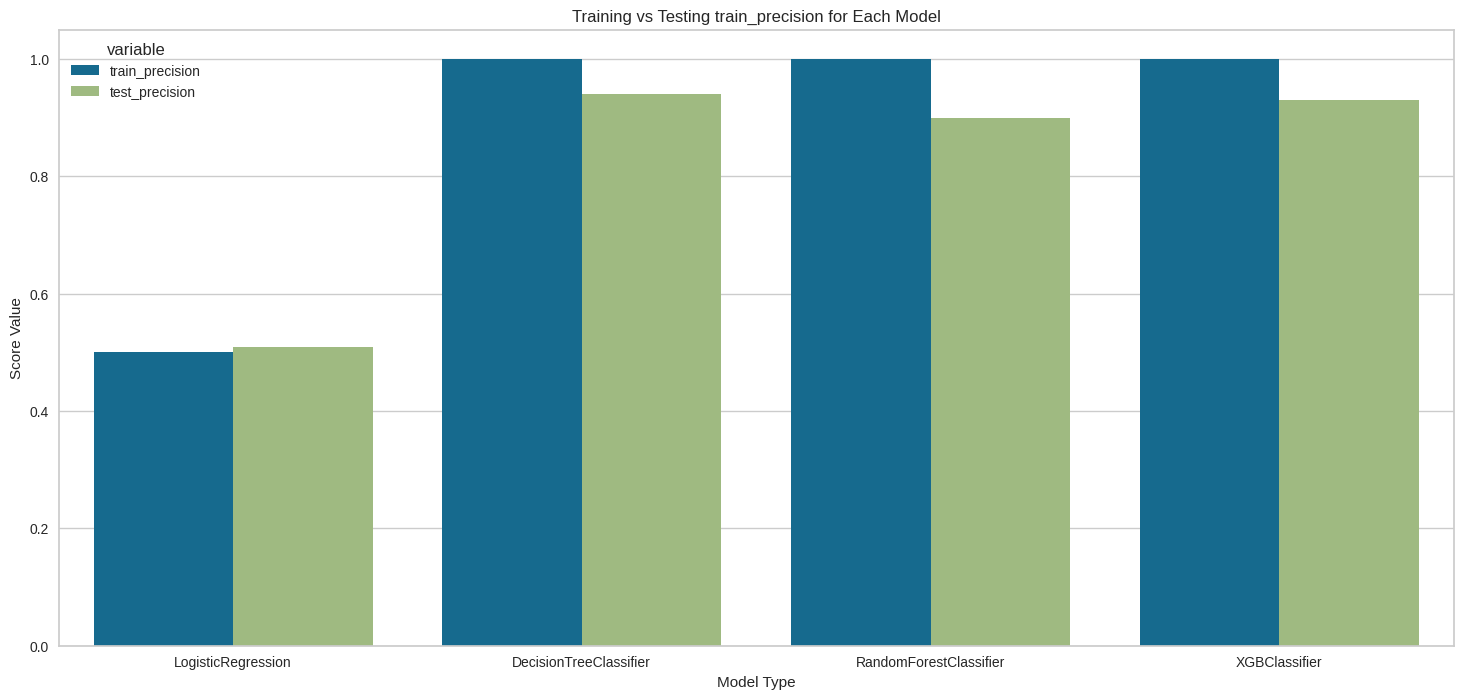 Training vs Testing train_precision for Each Model
variable
train_precision
test_precision
1.0
0.8
0.6
0.4
0.2
0.0
Score Value
LogisticRegression
DecisionTreeClassifier
RandomForestClassifier
XGBClassifier
Model Type